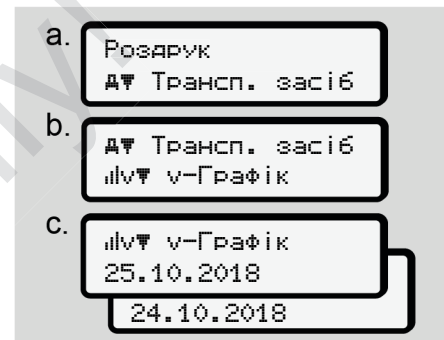 a.
Роздрук
Трансп. засіб
b.
Трансп. засіб
v-Графік
c.
v-Графік
25.10.2018
24.10.2018